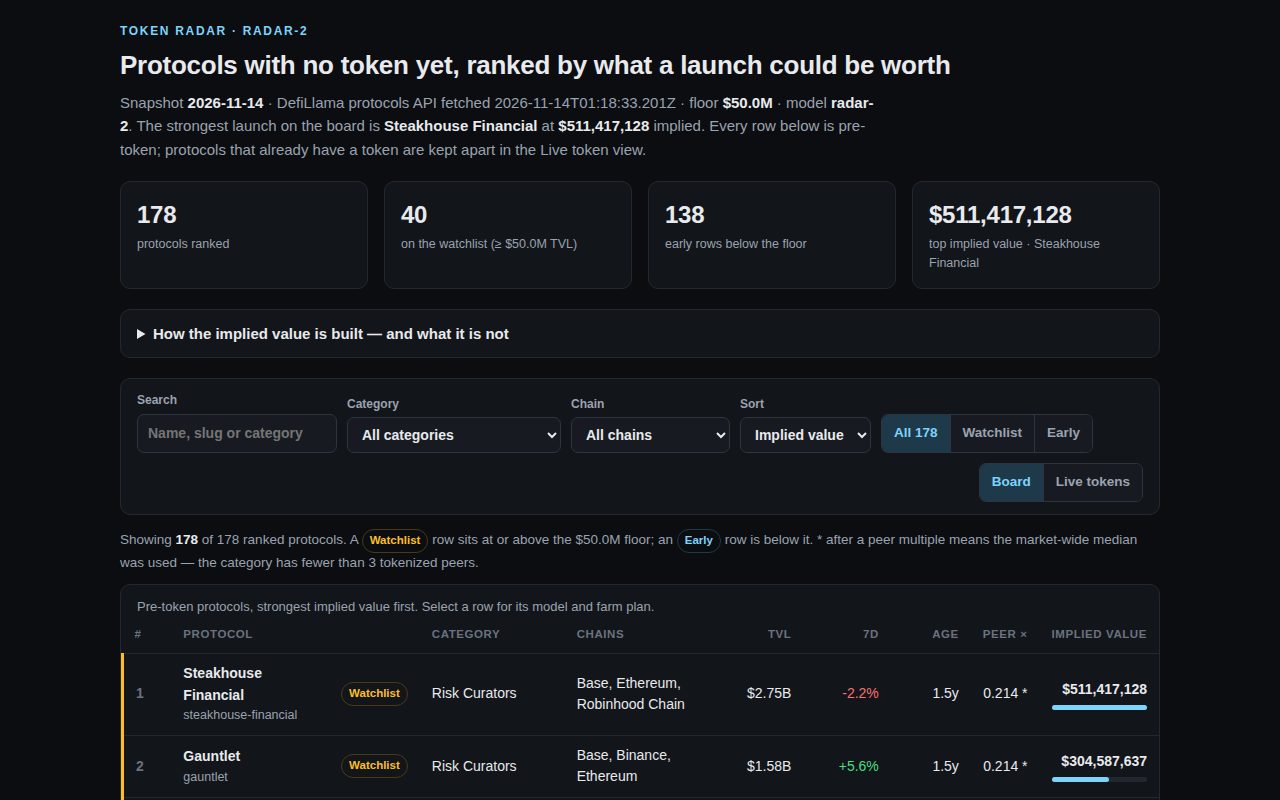 TOKEN RADAR · RADAR-2
Protocols with no token yet, ranked by what a launch could be worth
Snapshot 2026-11-14 · DefiLlama protocols API fetched 2026-11-14T01:18:33.201Z · floor $50.0M · model radar-
2. The strongest launch on the board is Steakhouse Financial at $511,417,128 implied. Every row below is pre-
token; protocols that already have a token are kept apart in the Live token view.
178
protocols ranked
40
on the watchlist (≥ $50.0M TVL)
138
early rows below the floor
$511,417,128
top implied value · Steakhouse
Financial
▶ How the implied value is built — and what it is not
Search
Category
Chain
Sort
Name, slug or category
All categories
All chains
Implied value
All 178
Watchlist
Early
Board
Live tokens
Showing 178 of 178 ranked protocols. A Watchlist row sits at or above the $50.0M floor; an Early row is below it. * after a peer multiple means the market-wide median
was used — the category has fewer than 3 tokenized peers.
Pre-token protocols, strongest implied value first. Select a row for its model and farm plan.
# PROTOCOL CATEGORY CHAINS TVL 7D AGE PEER × IMPLIED VALUE
1
Steakhouse
Financial
steakhouse-financial
Watchlist
Risk Curators
Base, Ethereum,
Robinhood Chain
$2.75B
-2.2%
1.5y
0.214 *
$511,417,128
2
Gauntlet
gauntlet
Watchlist
Risk Curators
Base, Binance,
Ethereum
$1.58B
+5.6%
1.5y
0.214 *
$304,587,637